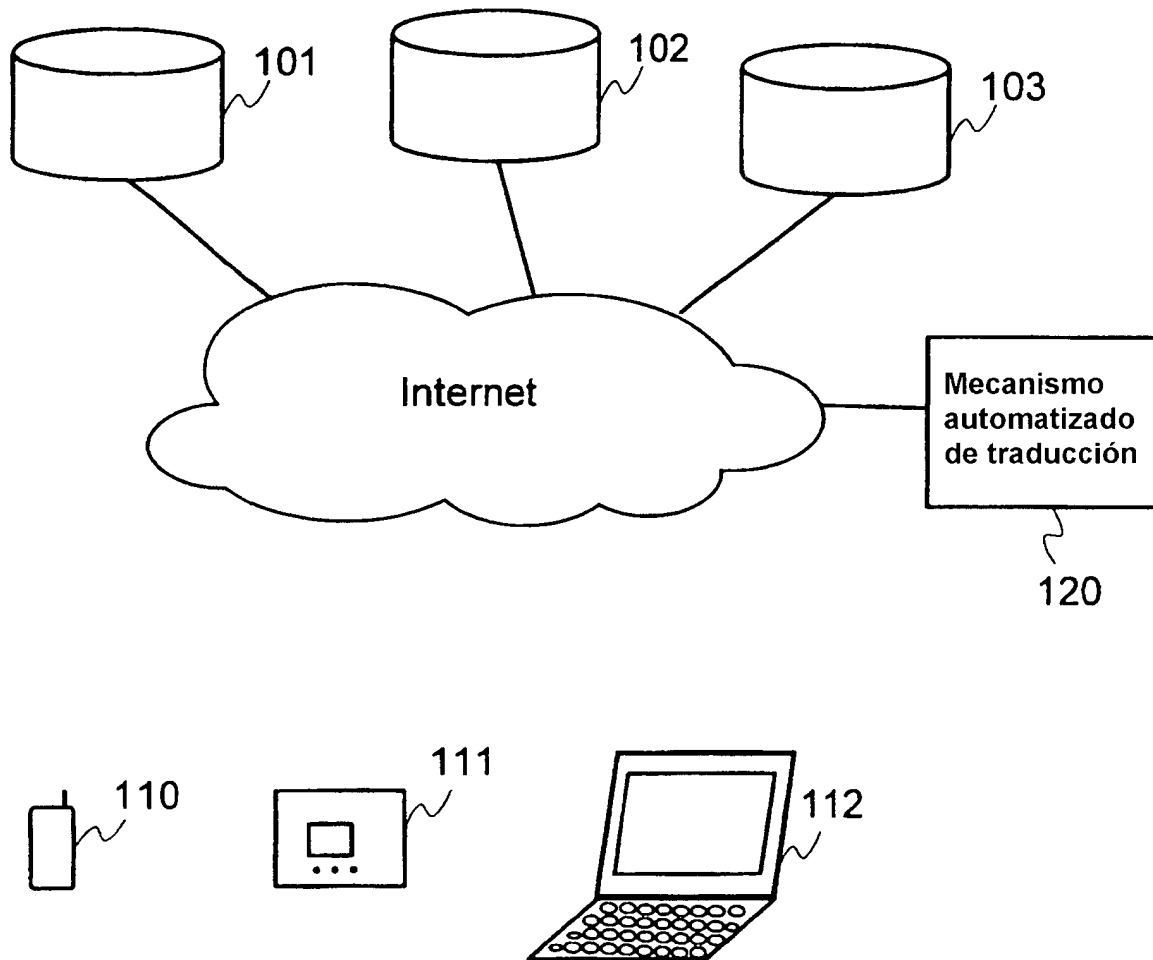 101
102
103
Internet
Mecanismo
automatizado
de traducción
120
110
111
112